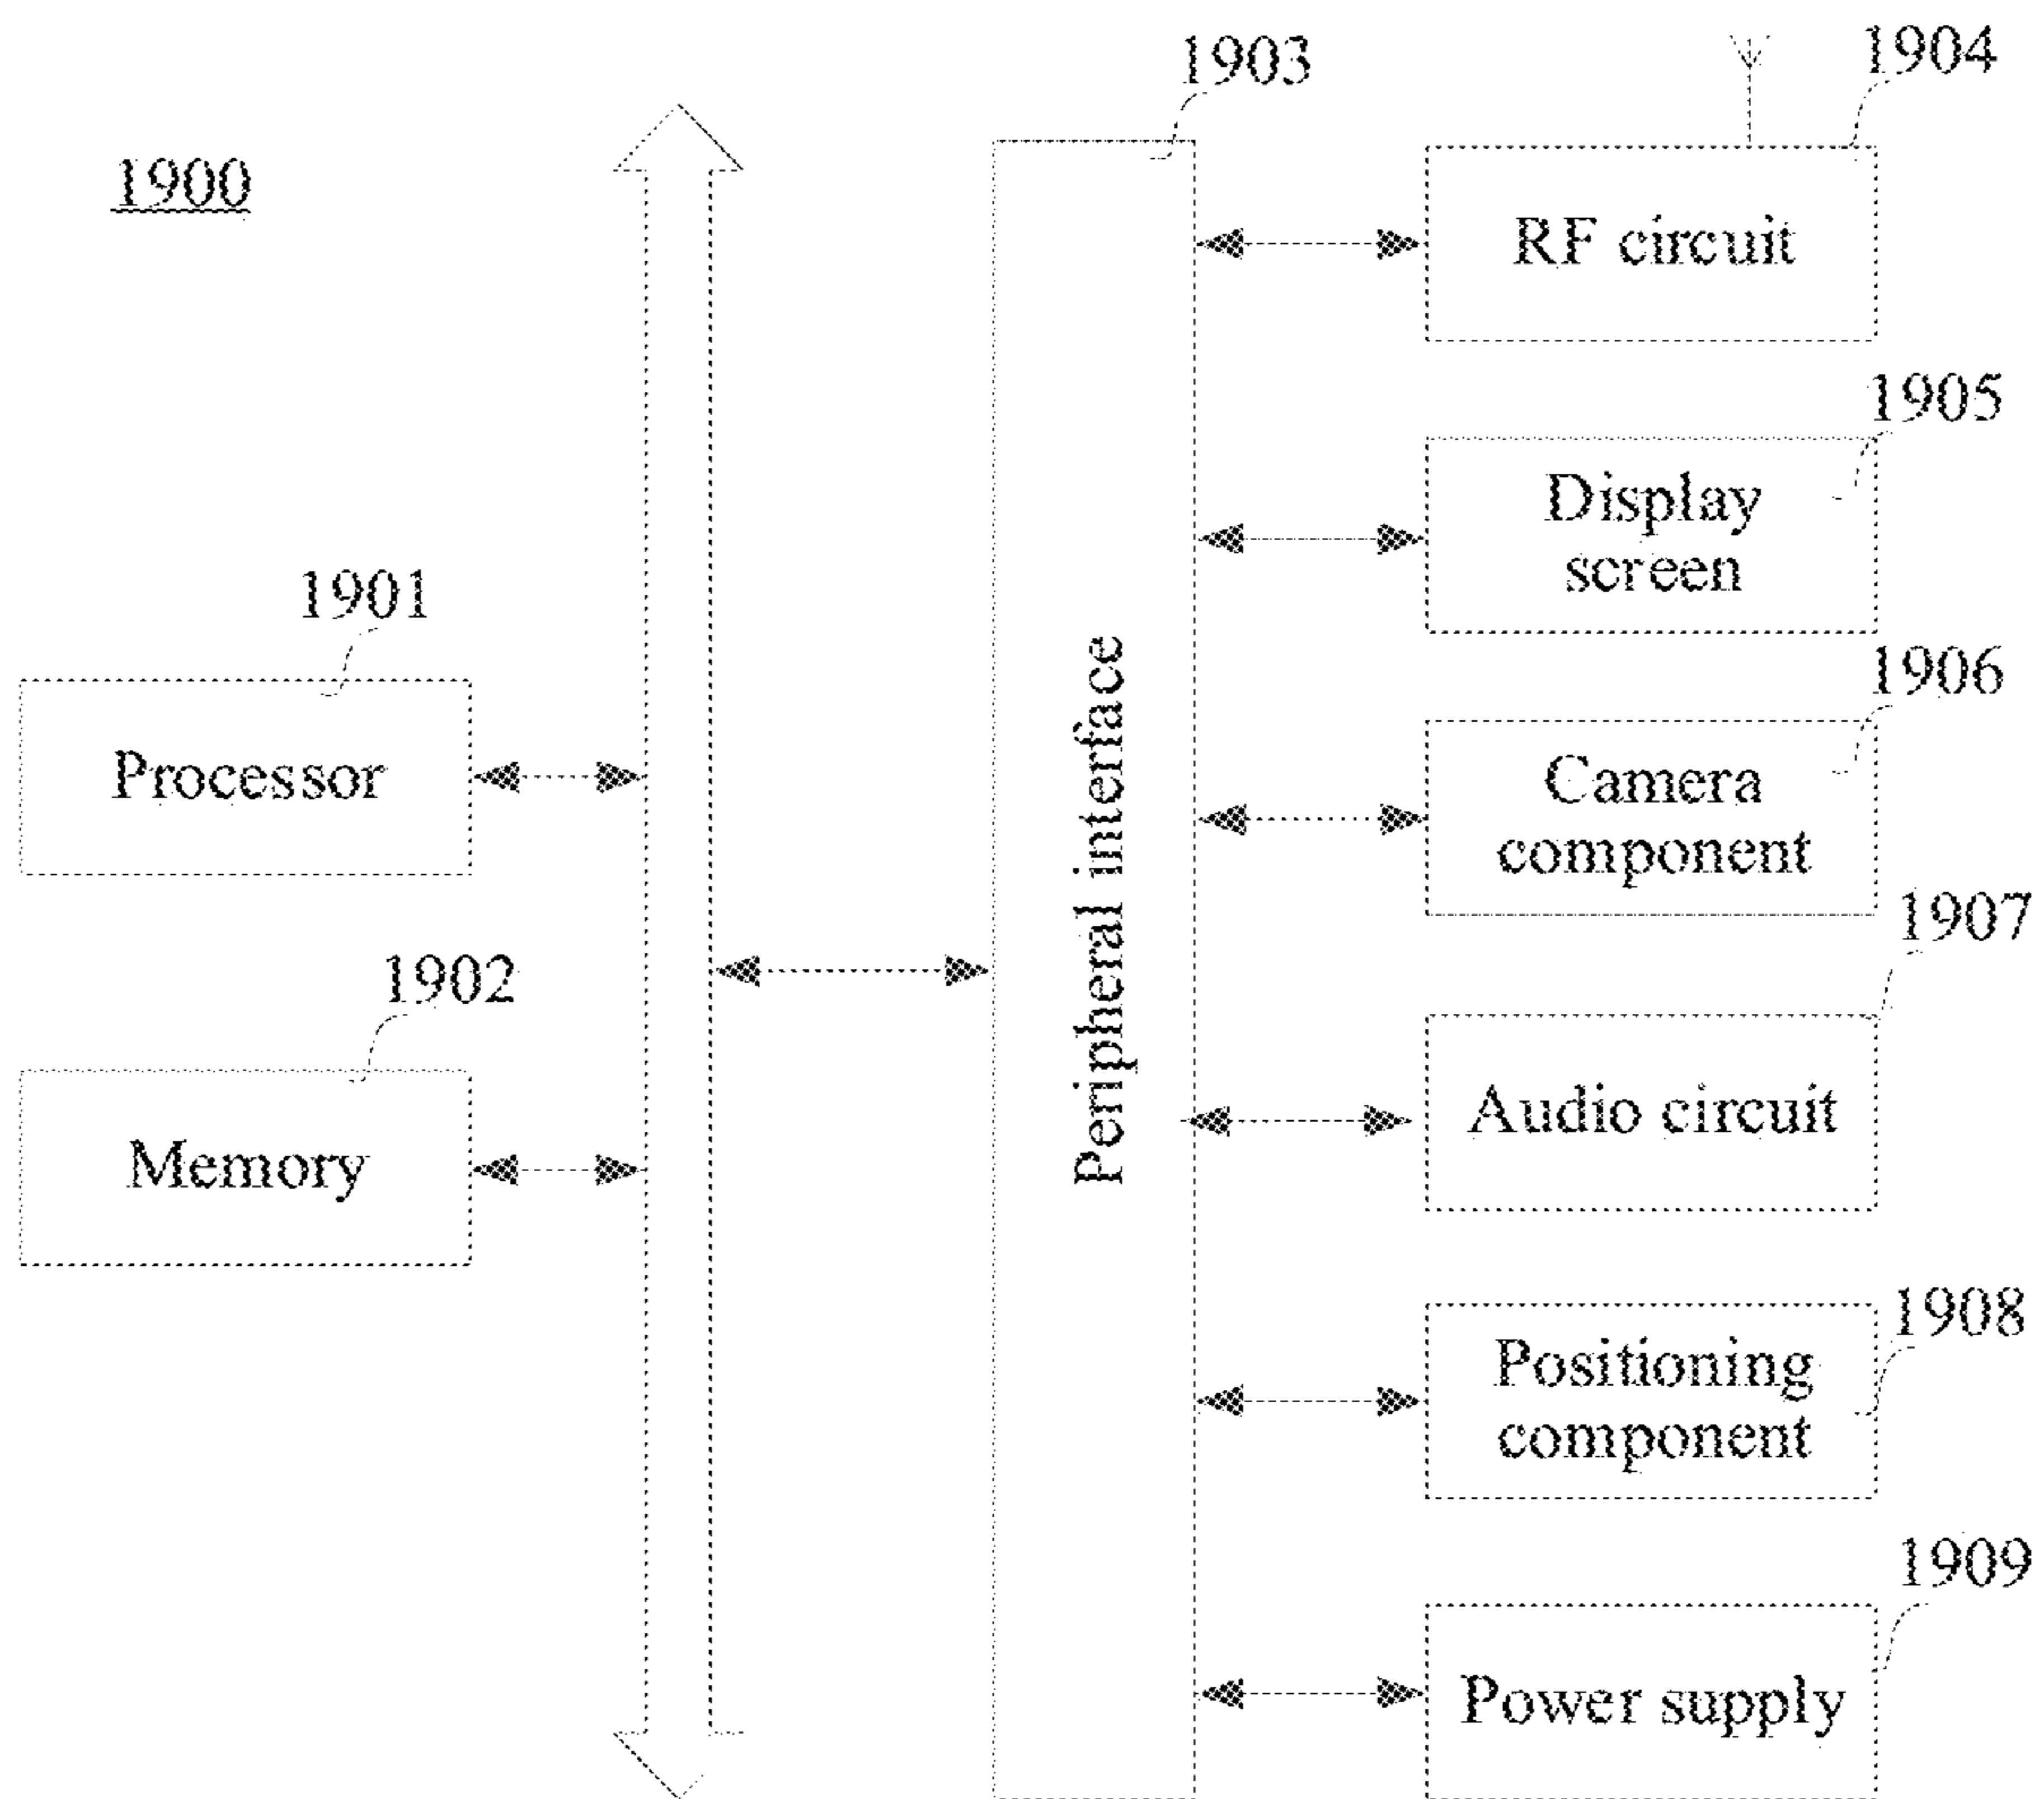 1900
1901
Processor
1902
Memory
1903
Peripheral interface
1904
RF circuit
1905
Display
screen
1906
Camera
component
1907
Audio circuit
1908
Positioning
component
1909
Power supply